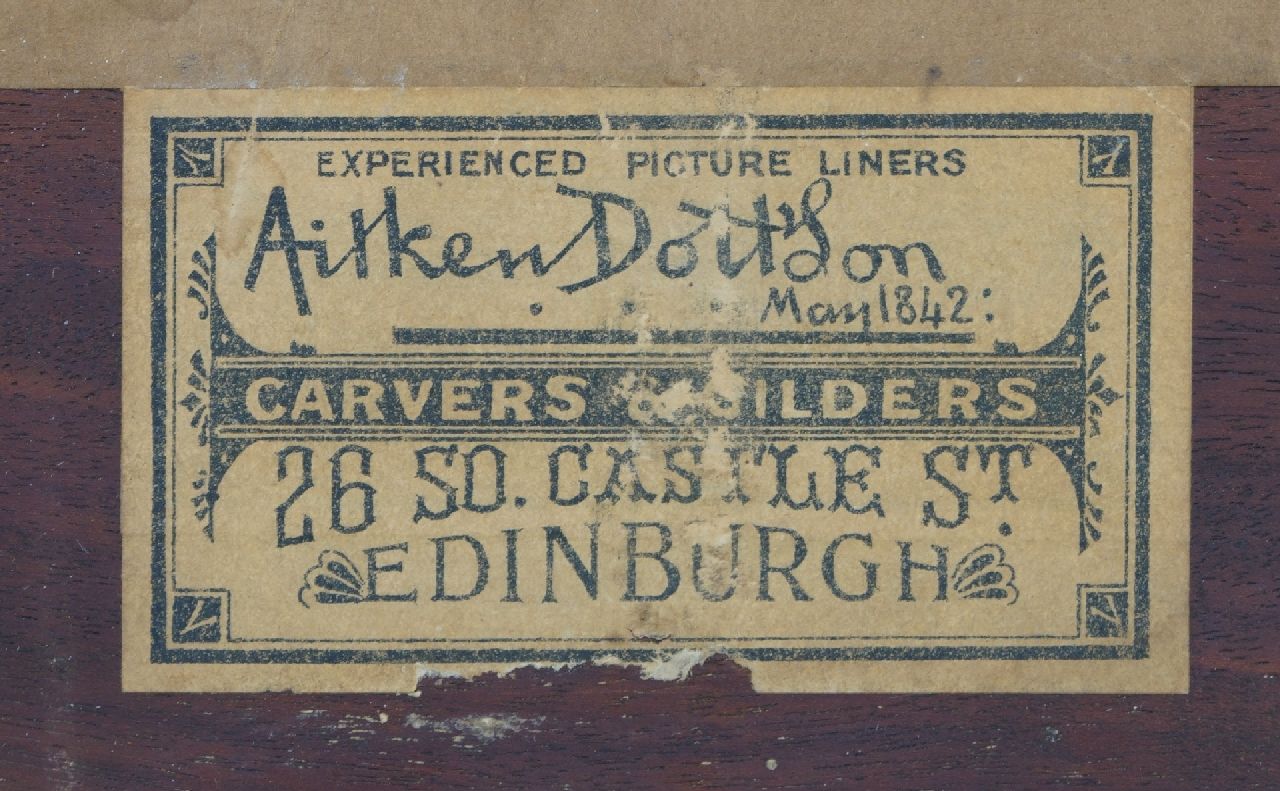 EXPERIENCED PICTURE LINERS
Aitken Dott & Son
May 1842:
CARVERS & GILDERS
26 SO. CASTLE ST.
EDINBURGH